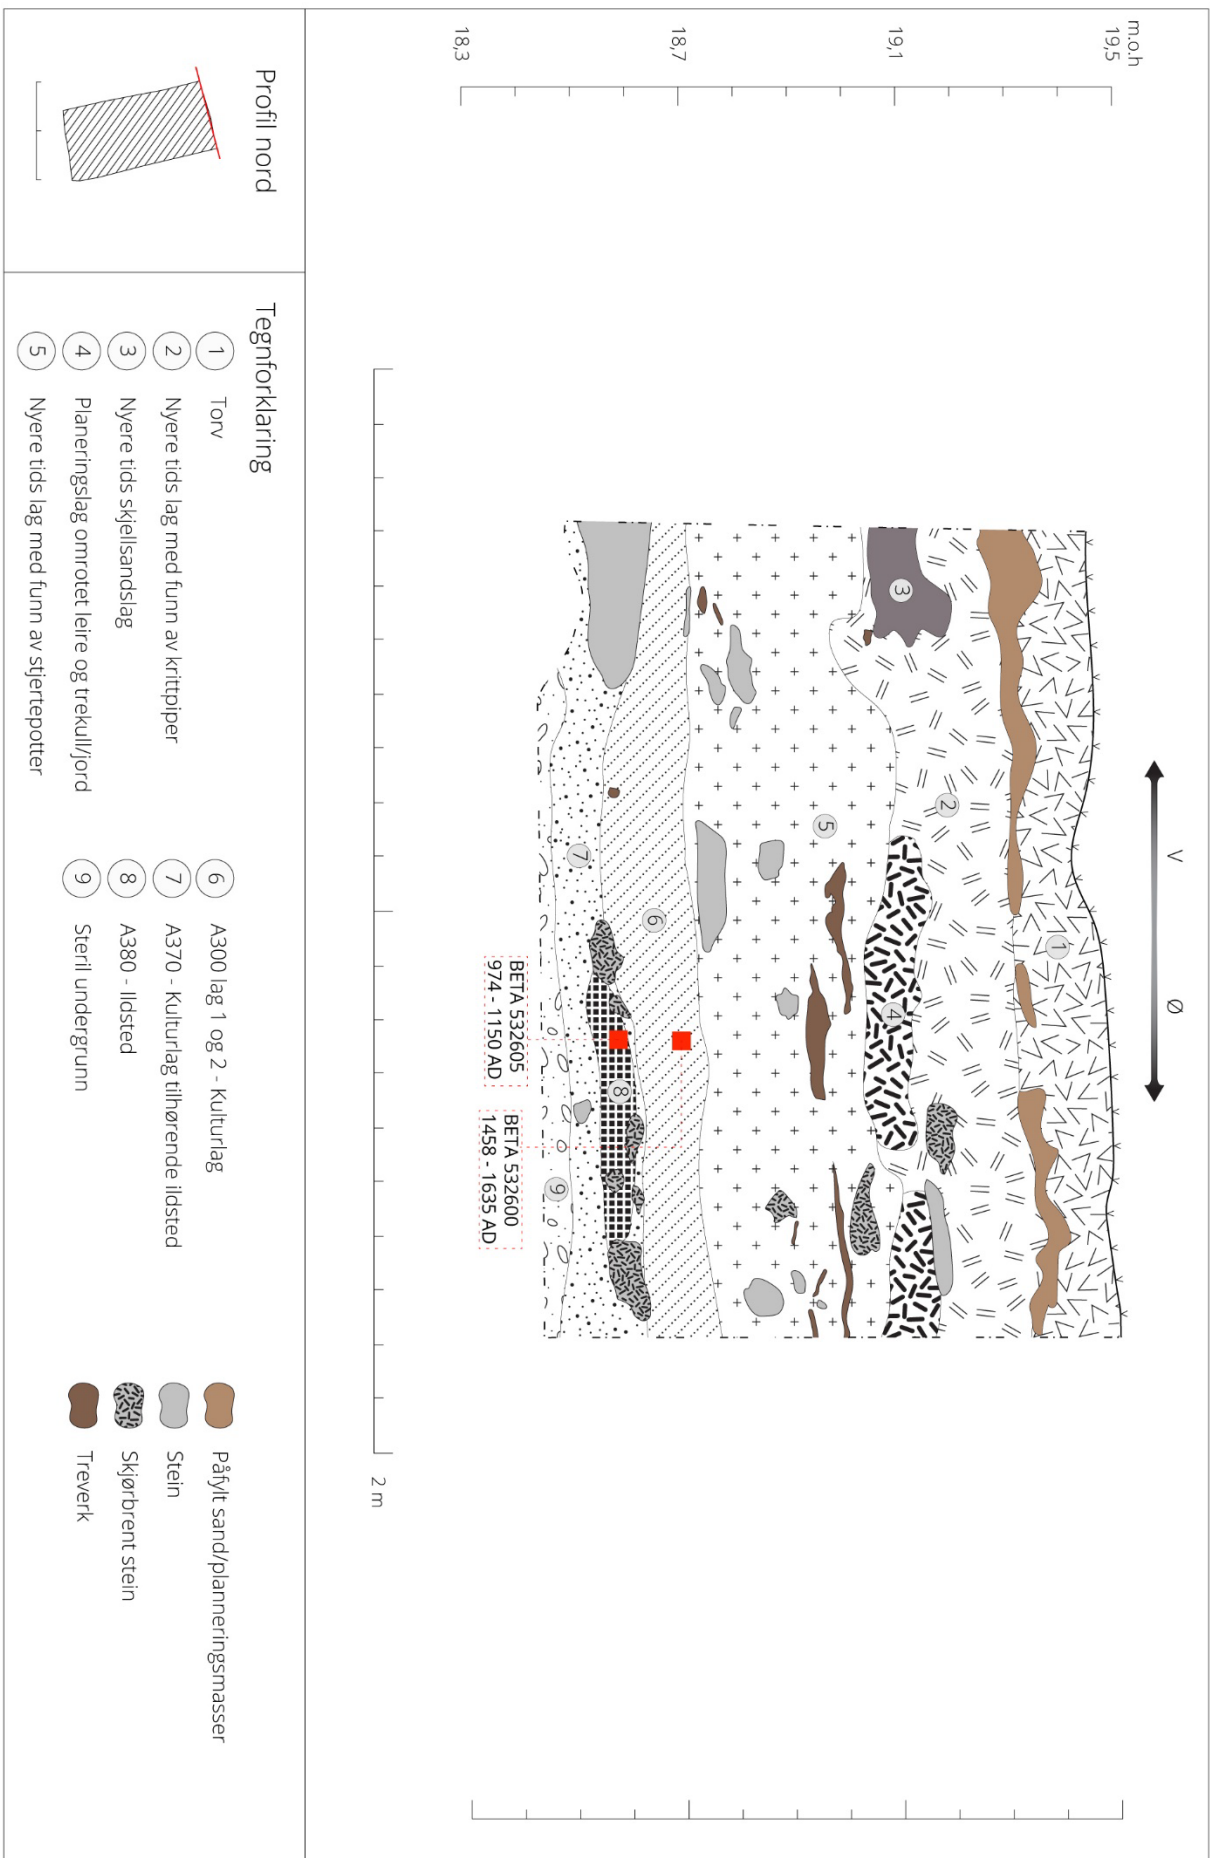 m.o.h
19,5
19,1
18,7
18,3
V Ø
1
2
3
4
5
6
7
8
9
BETA 532605
974 - 1150 AD
BETA 532600
1458 - 1635 AD
2 m
Profil nord
Tegnforklaring
1 Torv
2 Nyere tids lag med funn av krittpiper
3 Nyere tids skjellsandslag
4 Planeringslag omrotet leire og trekull/jord
5 Nyere tids lag med funn av stjertepotter
6 A300 lag 1 og 2 - Kulturlag
7 A370 - Kulturlag tilhørende ildsted
8 A380 - Ildsted
9 Steril undergrunn
Påfylt sand/planneringsmasser
Stein
Skjørbrent stein
Treverk